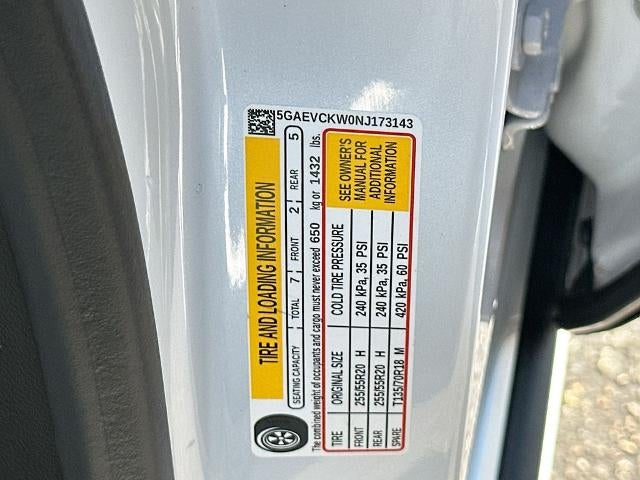 5GAEVCKW0NJ173143
TIRE AND LOADING INFORMATION
SEATING CAPACITY TOTAL 7 FRONT 2 REAR 5
The combined weight of occupants and cargo must never exceed 650 kg or 1432 lbs.
TIRE ORIGINAL SIZE COLD TIRE PRESSURE
FRONT 255/55R20 H 240 kPa, 35 PSI
REAR 255/55R20 H 240 kPa, 35 PSI
SPARE T135/70R18 M 420 kPa, 60 PSI
SEE OWNER'S
MANUAL FOR
ADDITIONAL
INFORMATION